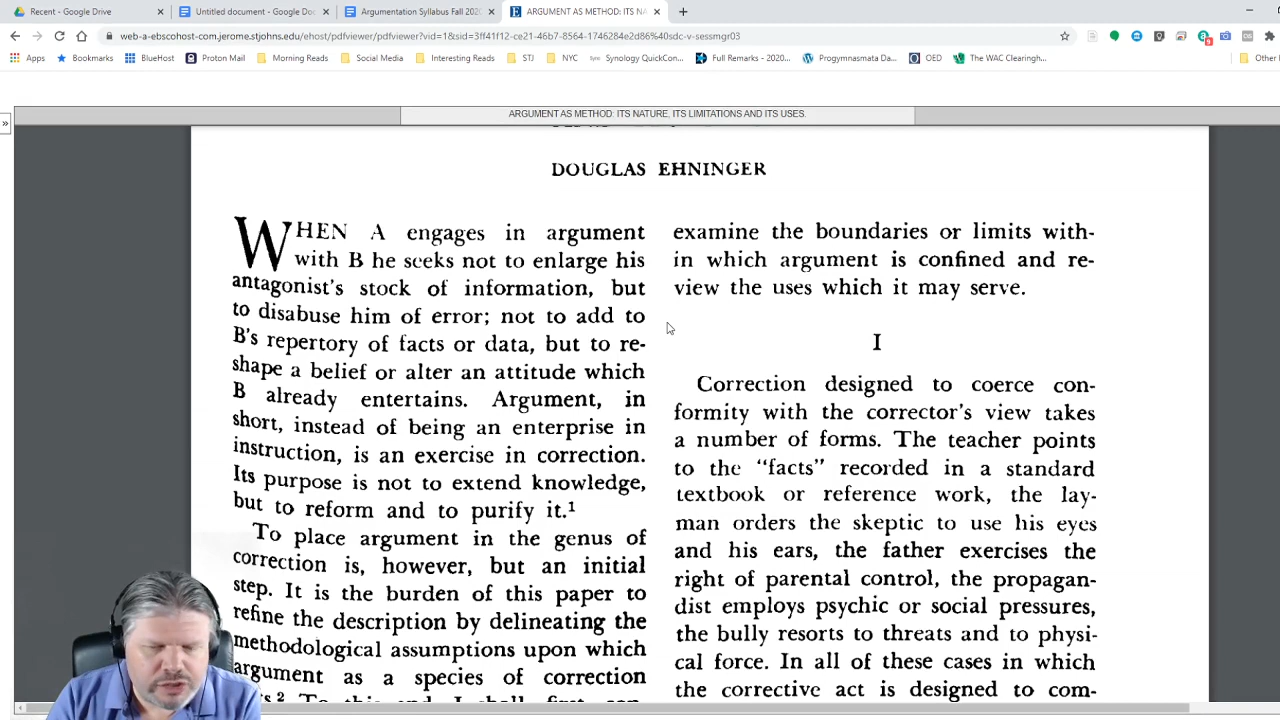 Recent - Google Drive
Untitled document - Google Doc
Argumentation Syllabus Fall 202
ARGUMENT AS METHOD: ITS NA
web-a-ebscohost-com.jerome.stjohns.edu/ehost/pdfviewer/pdfviewer?vid=1&sid=3ff41f12-ce21-46b7-8564-1746284e2d86%40sdc-v-sessmgr03
Apps
Bookmarks
BlueHost
Proton Mail
Morning Reads
Social Media
Interesting Reads
STJ
NYC
Synology QuickCon...
Full Remarks - 2020...
Progymnasmata Da...
OED
The WAC Clearingh...
Other
ARGUMENT AS METHOD: ITS NATURE, ITS LIMITATIONS AND ITS USES.
DOUGLAS EHNINGER
WHEN A engages in argument
with B he seeks not to enlarge his
antagonist's stock of information, but
to disabuse him of error; not to add to
B's repertory of facts or data, but to re-
shape a belief or alter an attitude which
B already entertains. Argument, in
short, instead of being an enterprise in
instruction, is an exercise in correction.
Its purpose is not to extend knowledge,
but to reform and to purify it.¹
To place argument in the genus of
correction is, however, but an initial
step. It is the burden of this paper to
refine the description by delineating the
methodological assumptions upon which
argument as a species of correction
examine the boundaries or limits with-
in which argument is confined and re-
view the uses which it may serve.
I
Correction designed to coerce con-
formity with the corrector's view takes
a number of forms. The teacher points
to the "facts" recorded in a standard
textbook or reference work, the lay-
man orders the skeptic to use his eyes
and his ears, the father exercises the
right of parental control, the propagan-
dist employs psychic or social pressures,
the bully resorts to threats and to physi-
cal force. In all of these cases in which
the corrective act is designed to com-